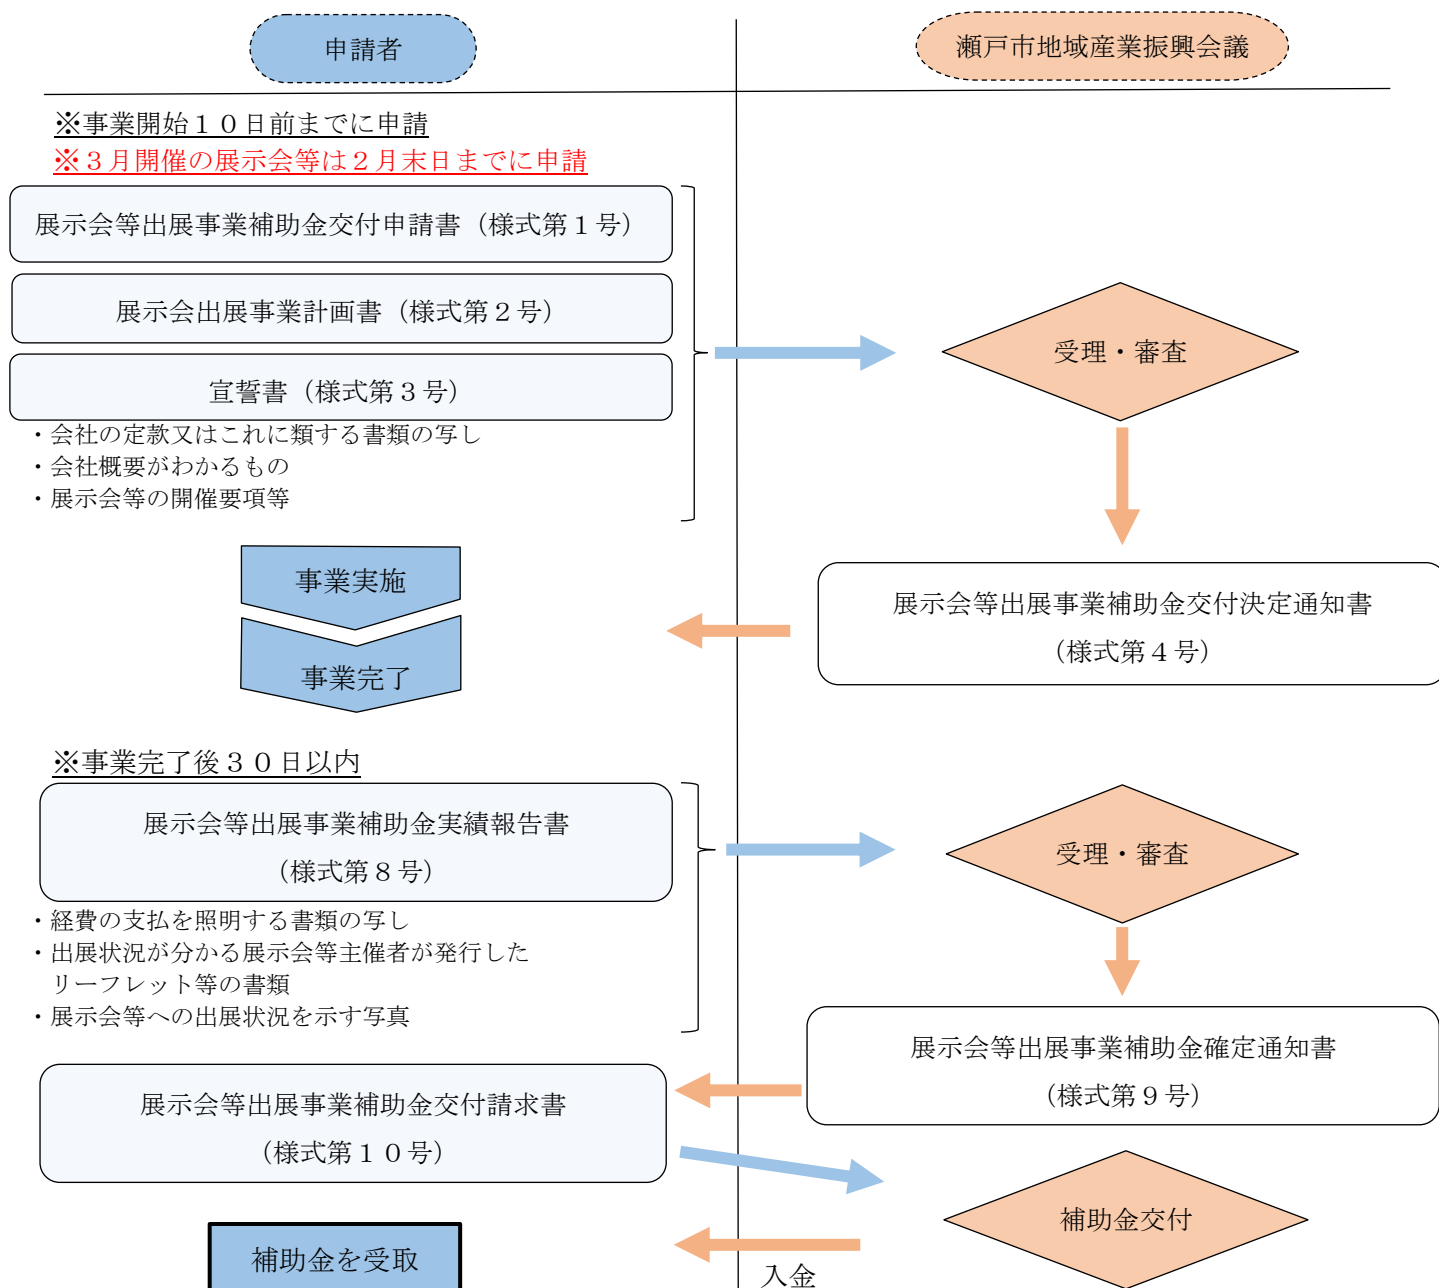 申請者
瀬戸市地域産業振興会議
※事業開始１０日前までに申請
※３月開催の展示会等は２月末日までに申請
展示会等出展事業補助金交付申請書（様式第１号）
展示会出展事業計画書（様式第２号）
宣誓書（様式第３号）
・会社の定款又はこれに類する書類の写し
・会社概要がわかるもの
・展示会等の開催要項等
受理・審査
展示会等出展事業補助金交付決定通知書
（様式第４号）
事業実施
事業完了
※事業完了後３０日以内
展示会等出展事業補助金実績報告書
（様式第８号）
・経費の支払を照明する書類の写し
・出展状況が分かる展示会等主催者が発行した
リーフレット等の書類
・展示会等への出展状況を示す写真
受理・審査
展示会等出展事業補助金確定通知書
（様式第９号）
展示会等出展事業補助金交付請求書
（様式第１０号）
補助金交付
入金
補助金を受取